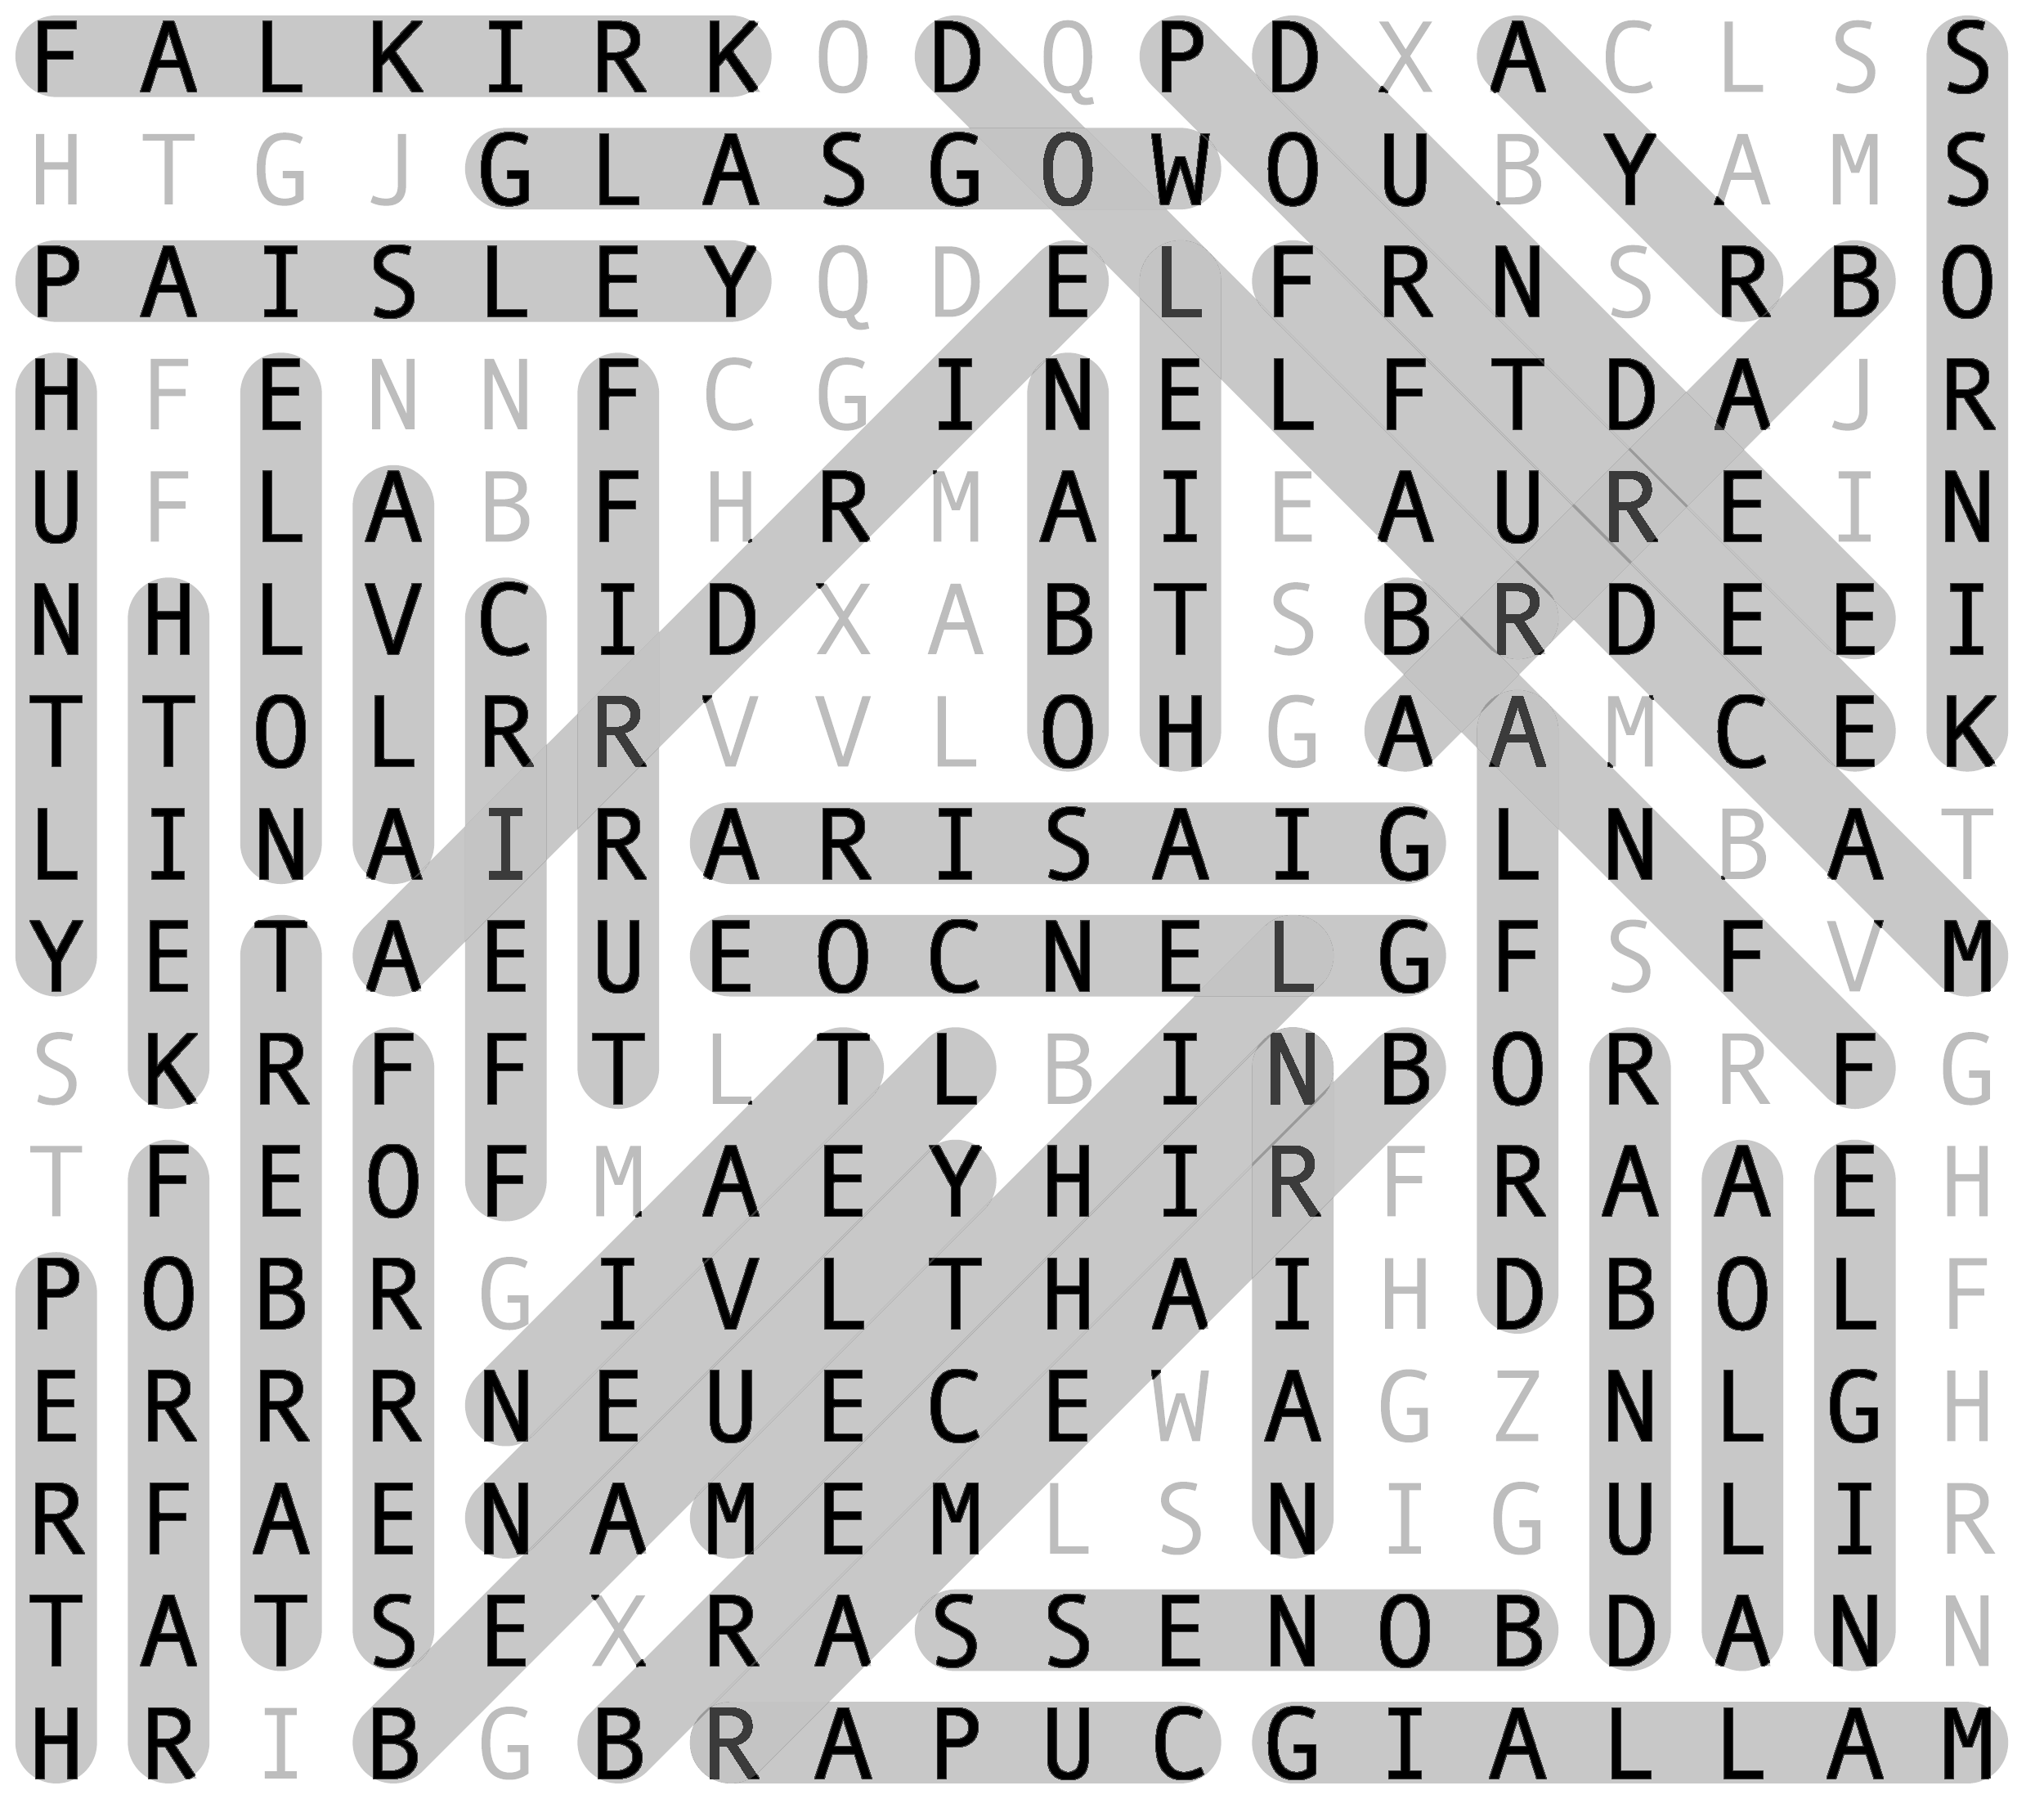 F A L K I R K O D Q P D X A C L S S
H T G J G L A S G O W O U B Y A M S
P A I S L E Y Q D E L F R N S R B O
H F E N N F C G I N E L F T D A J R
U F L A B F H R M A I E A U R E I N
N H L V C I D X A B T S B R D E E I
T T O L R R V V L O H G A A M C E K
L I N A I R A R I S A I G L N B A T
Y E T A E U E O C N E L G F S F V M
S K R F F T L T L B I N B O R R F G
T F E O F M A E Y H I R F R A A E H
P O B R G I V L T H A I H D B O L F
E R R R N E U E C E W A G Z N L G H
R F A E N A M E M L S N I G U L I R
T A T S E X R A S S E N O B D A N N
H R I B G B R A P U C G I A L L A M